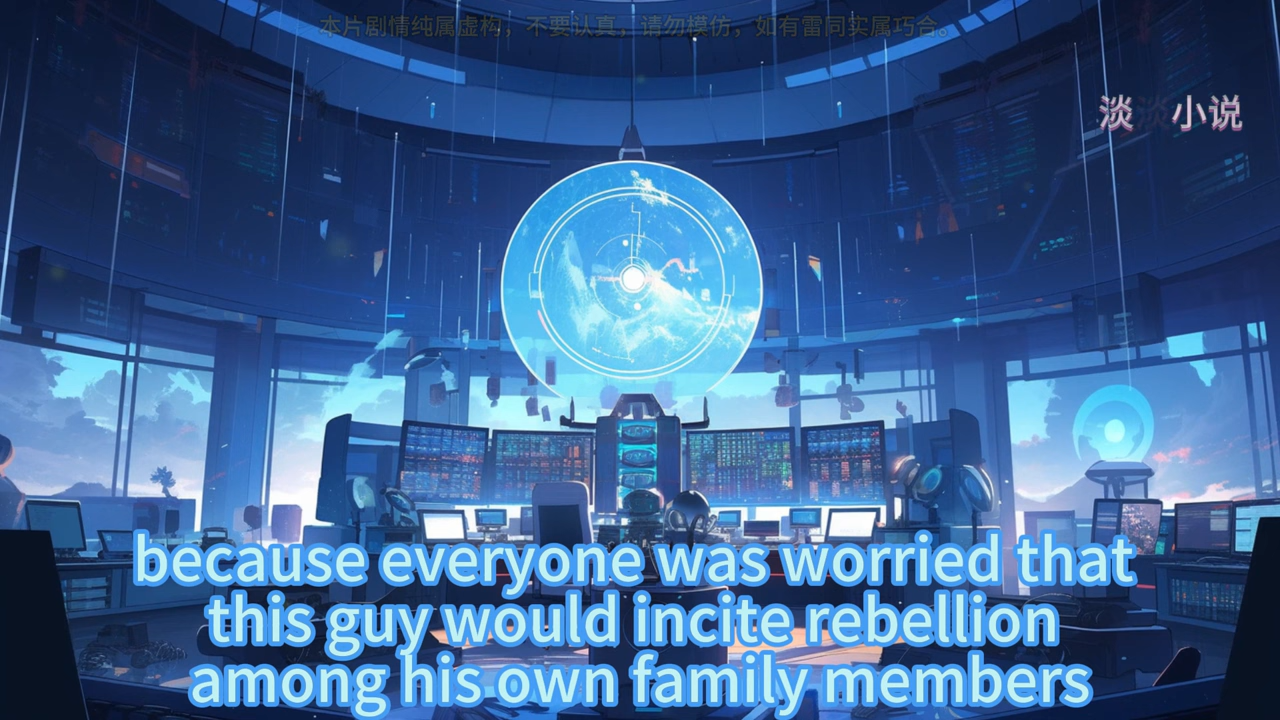 本片剧情纯属虚构，不要认真，请勿模仿，如有雷同实属巧合。
淡淡小说
because everyone was worried that
this guy would incite rebellion
among his own family members